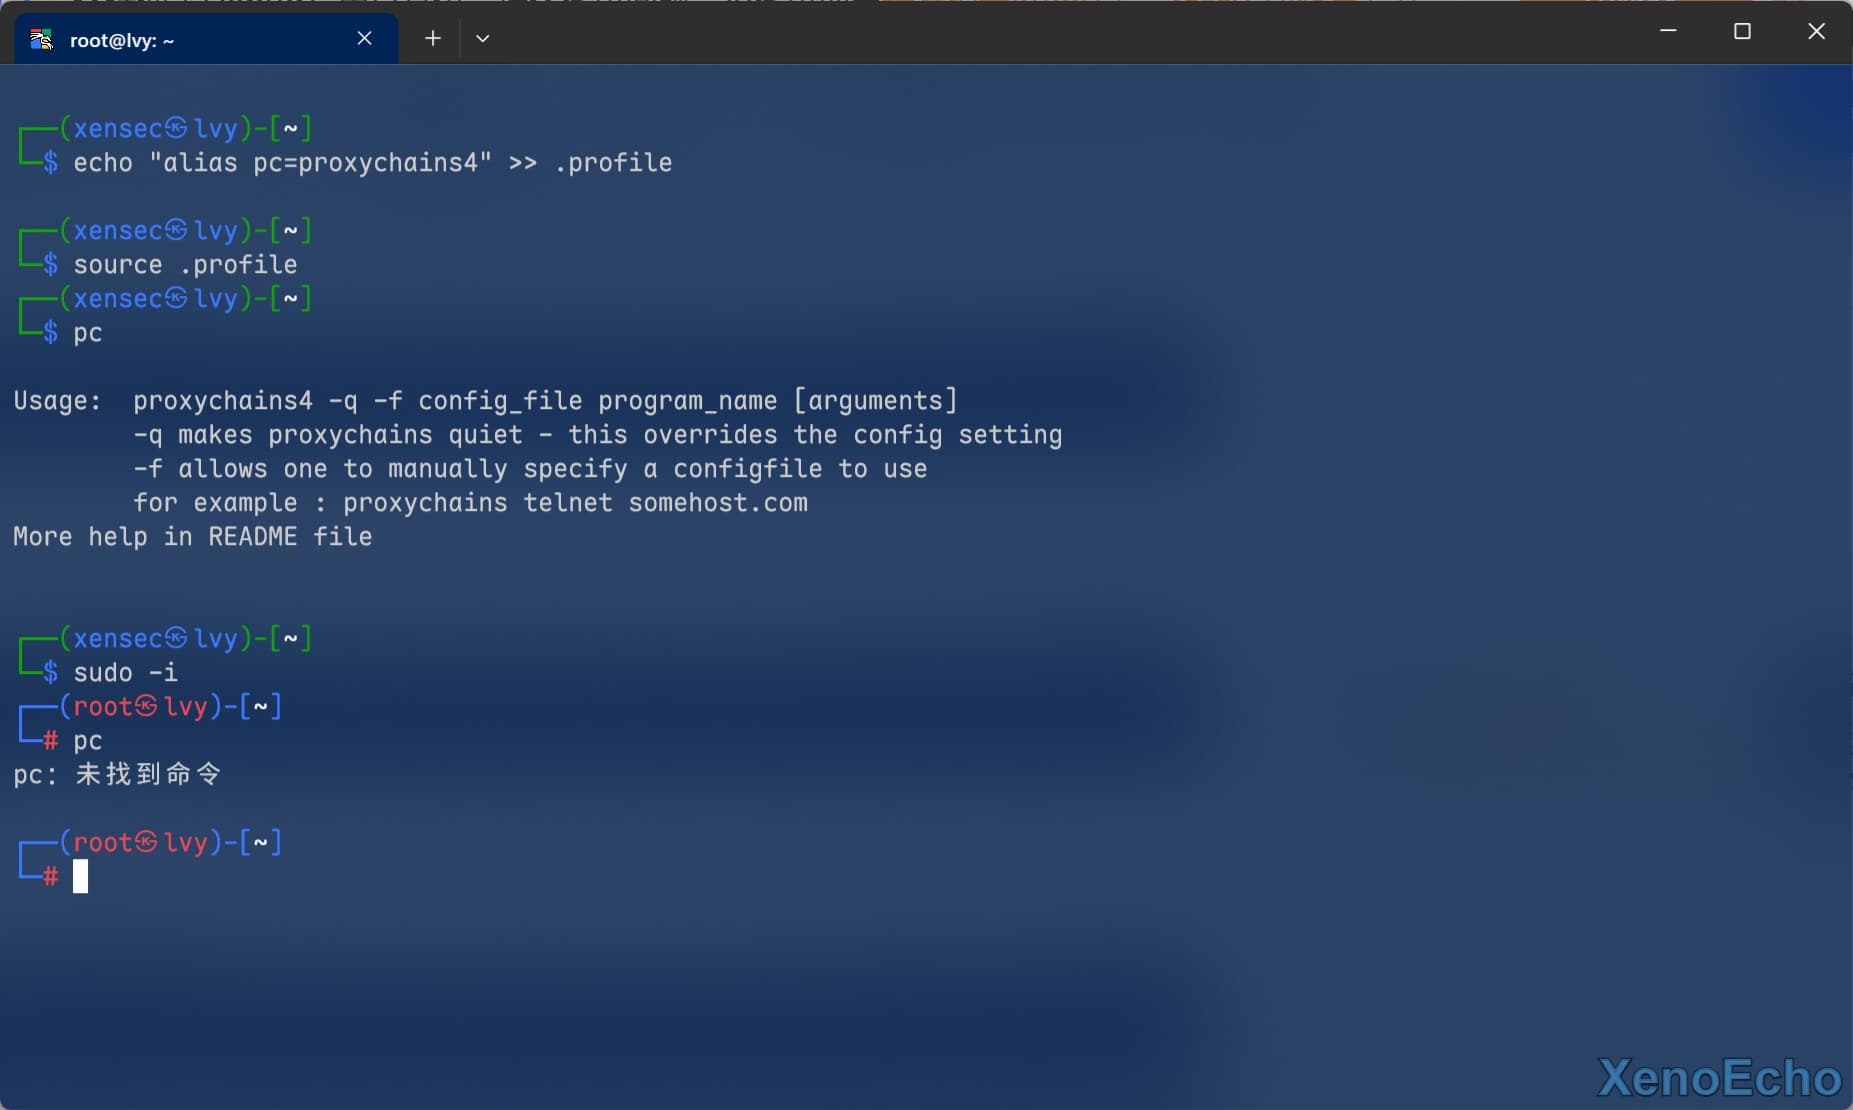 root@lvy: ~
┌──(xensec㉿lvy)-[~]
└─$ echo "alias pc=proxychains4" >> .profile
┌──(xensec㉿lvy)-[~]
└─$ source .profile
┌──(xensec㉿lvy)-[~]
└─$ pc
Usage:  proxychains4 -q -f config_file program_name [arguments]
        -q makes proxychains quiet - this overrides the config setting
        -f allows one to manually specify a configfile to use
        for example : proxychains telnet somehost.com
More help in README file
┌──(xensec㉿lvy)-[~]
└─$ sudo -i
┌──(root㉿lvy)-[~]
└─# pc
pc: 未找到命令
┌──(root㉿lvy)-[~]
└─#
XenoEcho